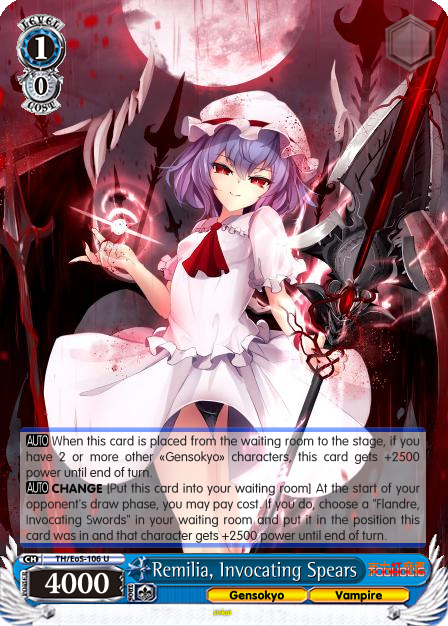 LEVEL
1
0
COST
AUTO When this card is placed from the waiting room to the stage, if you
have 2 or more other «Gensokyo» characters, this card gets +2500
power until end of turn.
AUTO CHANGE [Put this card into your waiting room] At the start of your
opponent's draw phase, you may pay cost. If you do, choose a "Flandre,
Invocating Swords" in your waiting room and put it in the position this
card was in and that character gets +2500 power until end of turn.
CH TH/EoS-106 U
POWER 4000 SOUL Remilia, Invocating Spears
Gensokyo Vampire